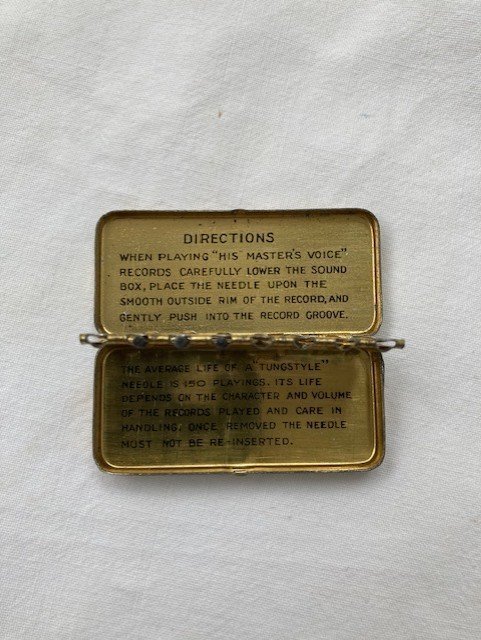 DIRECTIONS
WHEN PLAYING "HIS MASTER'S VOICE"
RECORDS CAREFULLY LOWER THE SOUND
BOX, PLACE THE NEEDLE UPON THE
SMOOTH OUTSIDE RIM OF THE RECORD, AND
GENTLY PUSH INTO THE RECORD GROOVE.
THE AVERAGE LIFE OF A "TUNGSTYLE"
NEEDLE IS 150 PLAYINGS. ITS LIFE
DEPENDS ON THE CHARACTER AND VOLUME
OF THE RECORDS PLAYED AND CARE IN
HANDLING. ONCE REMOVED THE NEEDLE
MUST NOT BE RE-INSERTED.